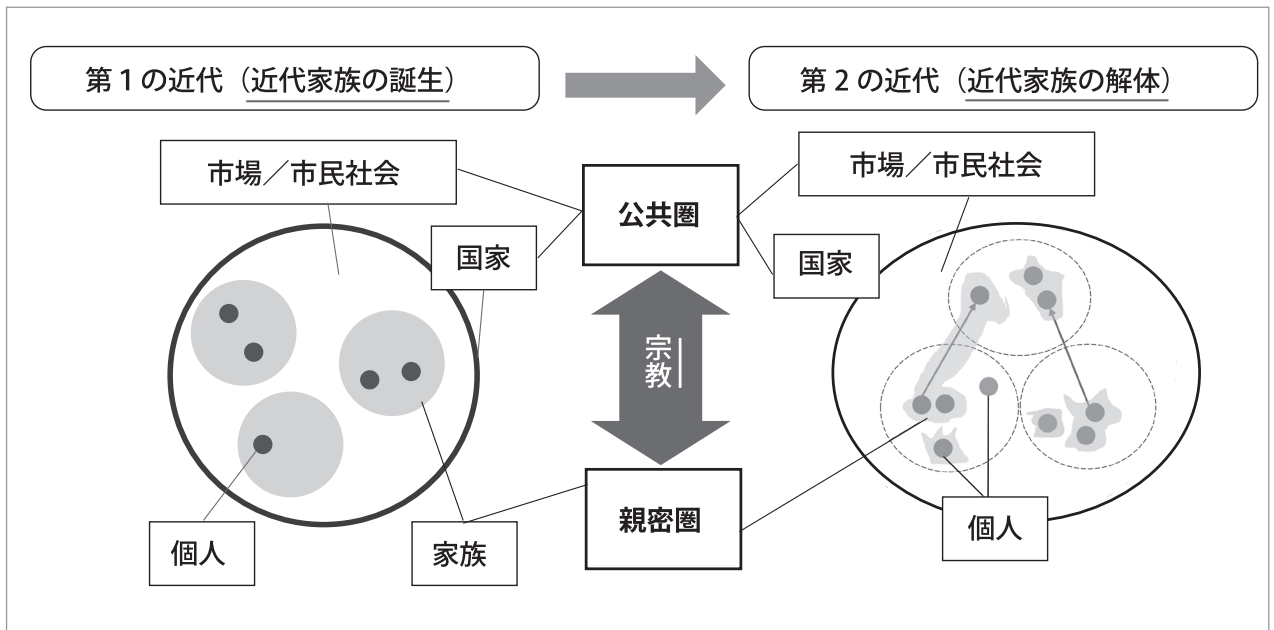 第1の近代（近代家族の誕生）
第2の近代（近代家族の解体）
市場／市民社会
国家
公共圏
市場／市民社会
国家
宗教
親密圏
個人
家族
個人